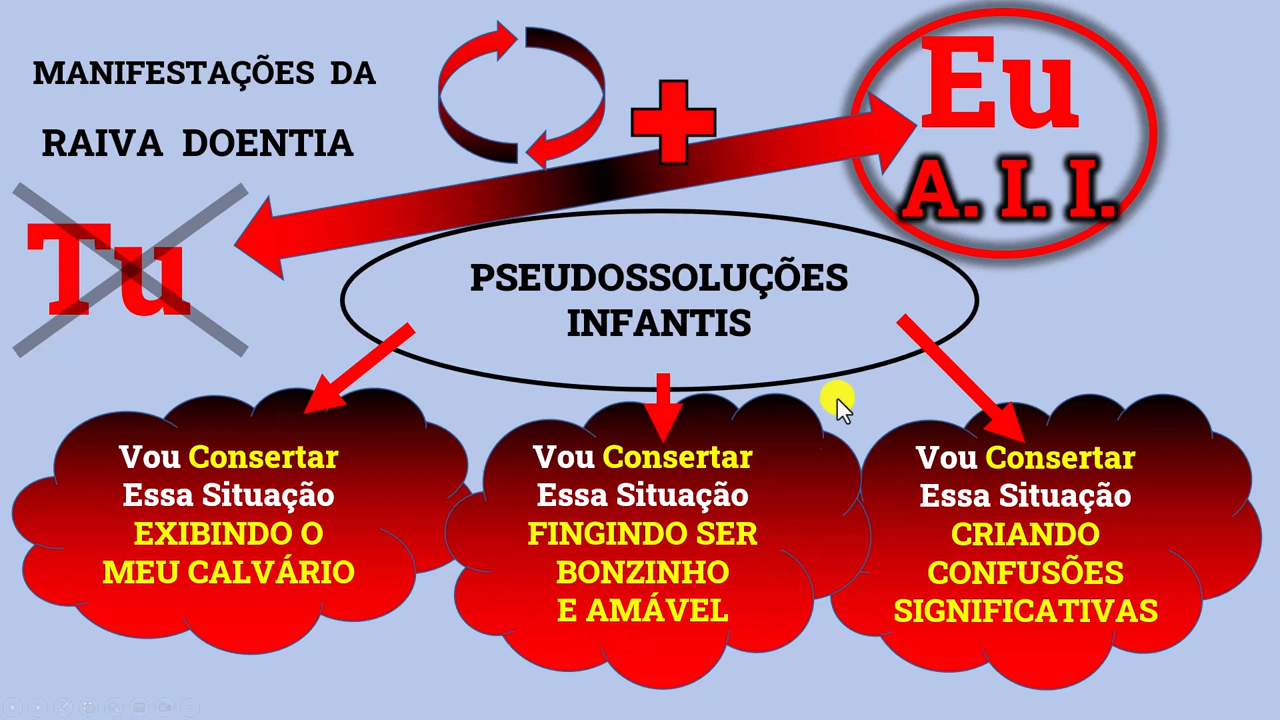 MANIFESTAÇÕES DA
RAIVA DOENTIA
Tu
Eu
A. I. I.
PSEUDOSSOLUÇÕES
INFANTIS
Vou Consertar
Essa Situação
EXIBINDO O
MEU CALVÁRIO
Vou Consertar
Essa Situação
FINGINDO SER
BONZINHO
E AMÁVEL
Vou Consertar
Essa Situação
CRIANDO
CONFUSÕES
SIGNIFICATIVAS